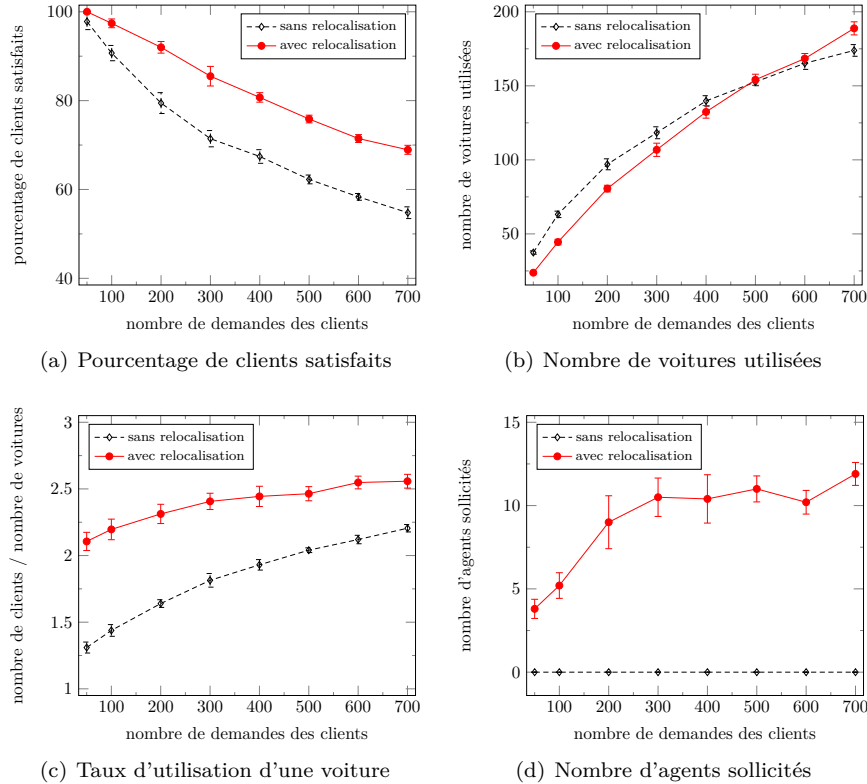 100
80
60
40
100 200 300 400 500 600 700
pourcentage de clients satisfaits
nombre de demandes des clients
sans relocalisation
avec relocalisation
(a) Pourcentage de clients satisfaits
200
150
100
50
100 200 300 400 500 600 700
nombre de voitures utilisées
nombre de demandes des clients
sans relocalisation
avec relocalisation
(b) Nombre de voitures utilisées
3
2.5
2
1.5
1
100 200 300 400 500 600 700
nombre de clients / nombre de voitures
nombre de demandes des clients
sans relocalisation
avec relocalisation
(c) Taux d'utilisation d'une voiture
15
10
5
0
100 200 300 400 500 600 700
nombre d'agents sollicités
nombre de demandes des clients
sans relocalisation
avec relocalisation
(d) Nombre d'agents sollicités